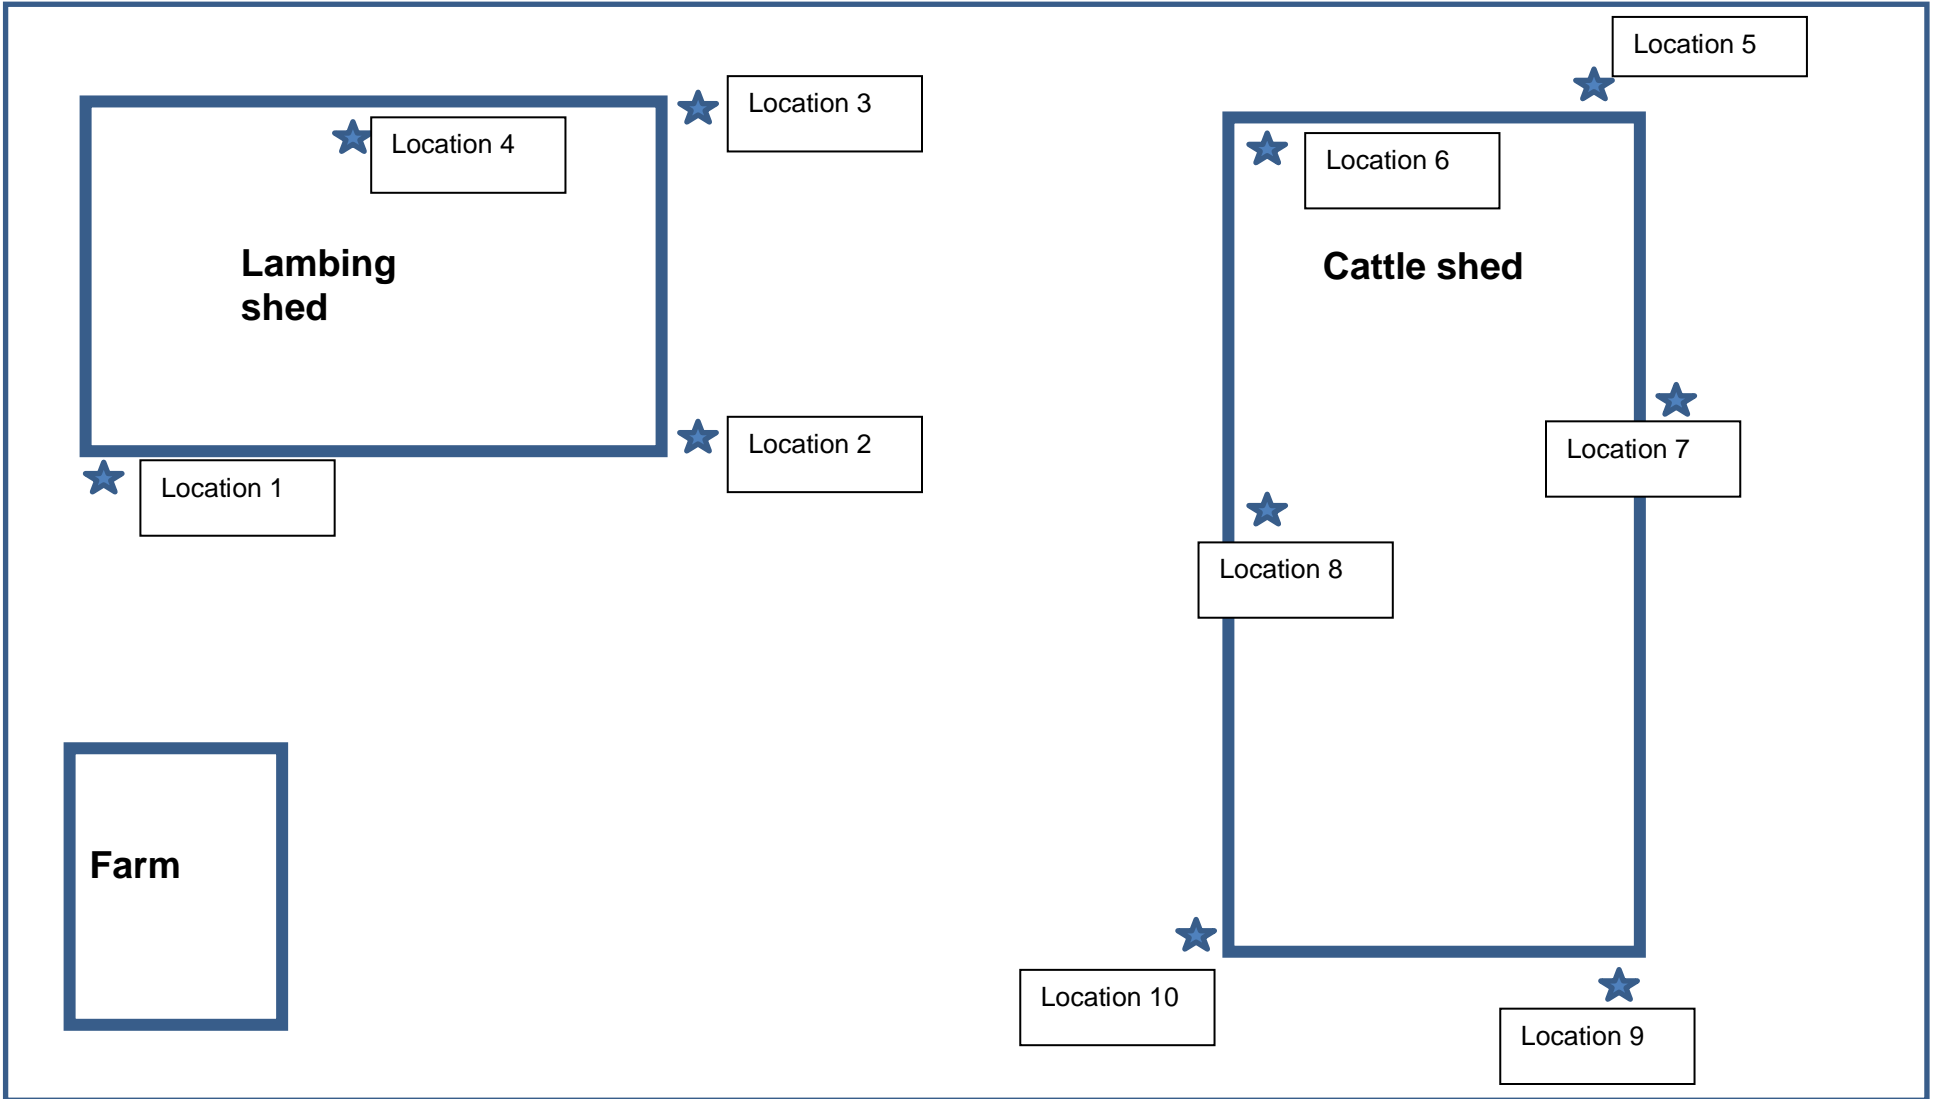 Location 5
Location 3
Location 4
Location 6
Lambing
shed
Cattle shed
Location 2
Location 7
Location 1
Location 8
Farm
Location 10
Location 9